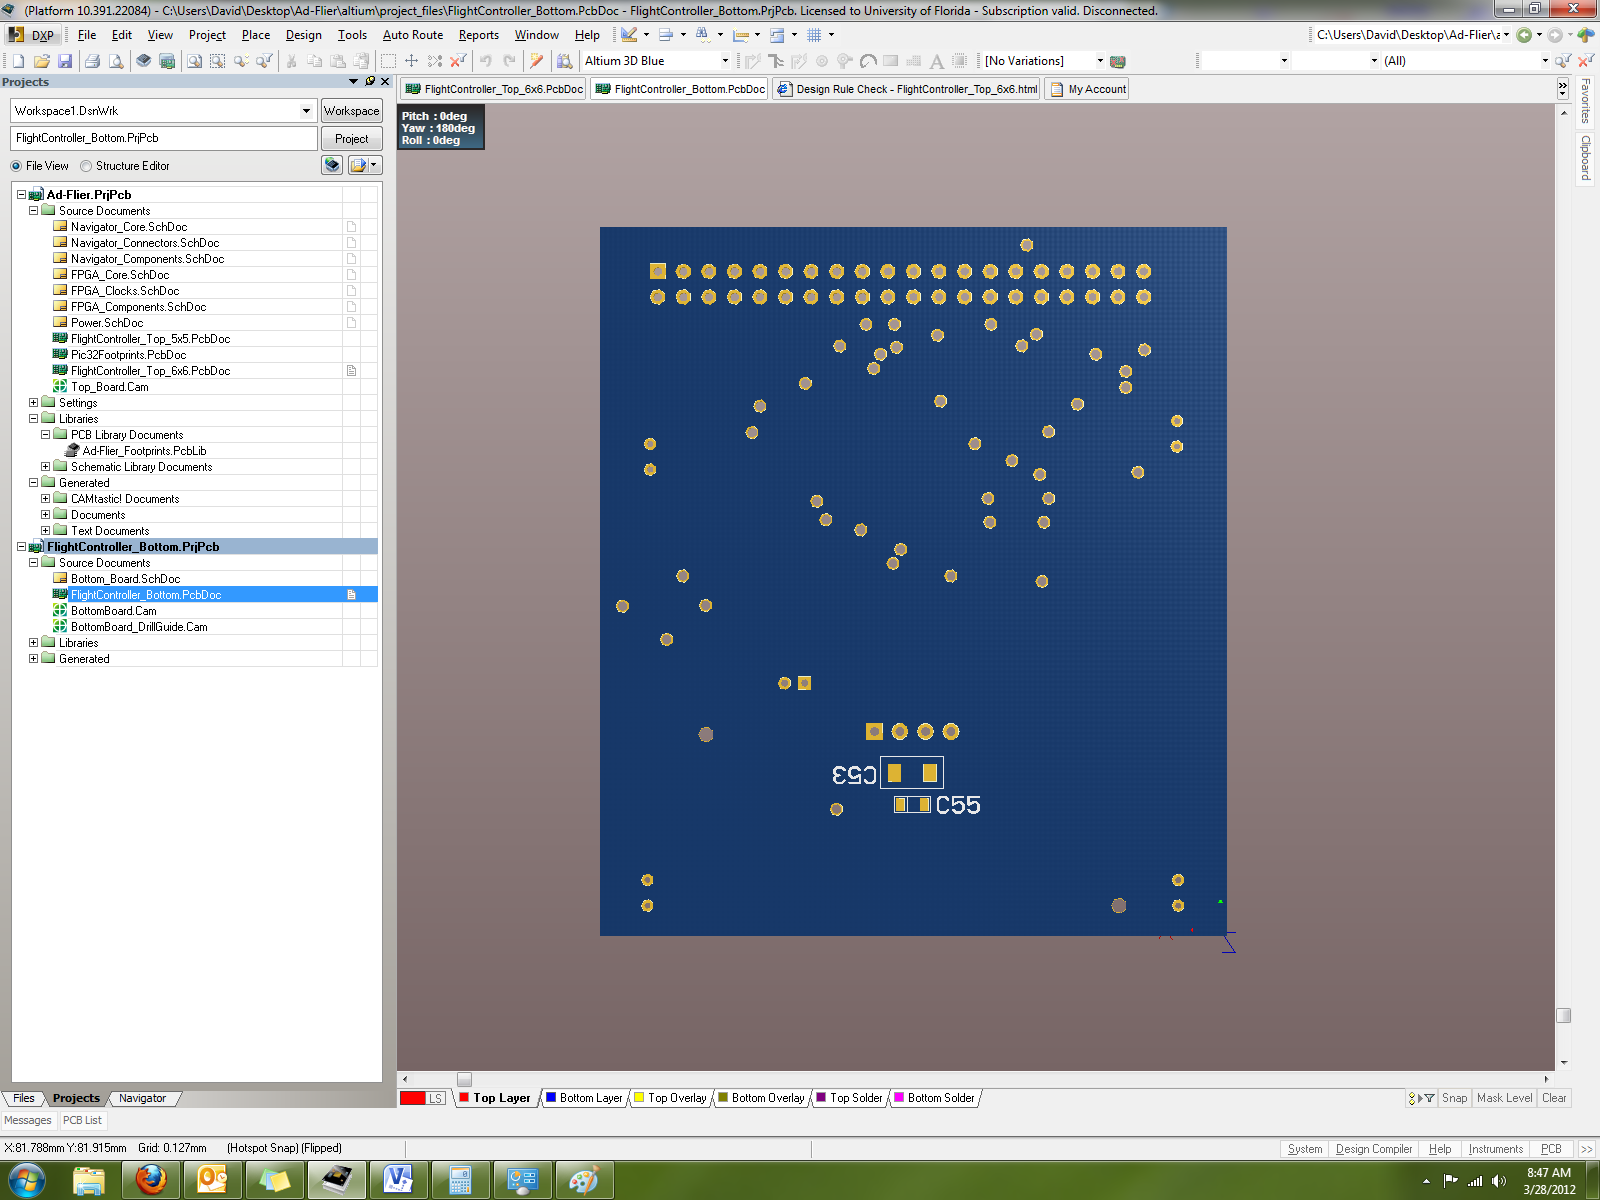 (Platform 10.391.22084) - C:\Users\David\Desktop\Ad-Flier\altium\project_files\FlightController_Bottom.PcbDoc - FlightController_Bottom.PrjPcb. Licensed to University of Florida - Subscription valid. Disconnected.
DXP File Edit View Project Place Design Tools Auto Route Reports Window Help C:\Users\David\Desktop\Ad-Flier\a
Altium 3D Blue [No Variations] (All)
Projects
FlightController_Top_6x6.PcbDoc FlightController_Bottom.PcbDoc Design Rule Check - FlightController_Top_6x6.html My Account
Workspace1.DsnWrk Workspace
FlightController_Bottom.PrjPcb Project
File View Structure Editor
Pitch : 0deg
Yaw : 180deg
Roll : 0deg
Favorites
Clipboard
Ad-Flier.PrjPcb
Source Documents
Navigator_Core.SchDoc
Navigator_Connectors.SchDoc
Navigator_Components.SchDoc
FPGA_Core.SchDoc
FPGA_Clocks.SchDoc
FPGA_Components.SchDoc
Power.SchDoc
FlightController_Top_5x5.PcbDoc
Pic32Footprints.PcbDoc
FlightController_Top_6x6.PcbDoc
Top_Board.Cam
Settings
Libraries
PCB Library Documents
Ad-Flier_Footprints.PcbLib
Schematic Library Documents
Generated
CAMtastic! Documents
Documents
Text Documents
FlightController_Bottom.PrjPcb
Source Documents
Bottom_Board.SchDoc
FlightController_Bottom.PcbDoc
BottomBoard.Cam
BottomBoard_DrillGuide.Cam
Libraries
Generated
C53
C55
Files Projects Navigator
LS Top Layer Bottom Layer Top Overlay Bottom Overlay Top Solder Bottom Solder Snap Mask Level Clear
Messages PCB List
X:81.788mm Y:81.915mm Grid: 0.127mm (Hotspot Snap) (Flipped) System Design Compiler Help Instruments PCB >>
8:47 AM
3/28/2012